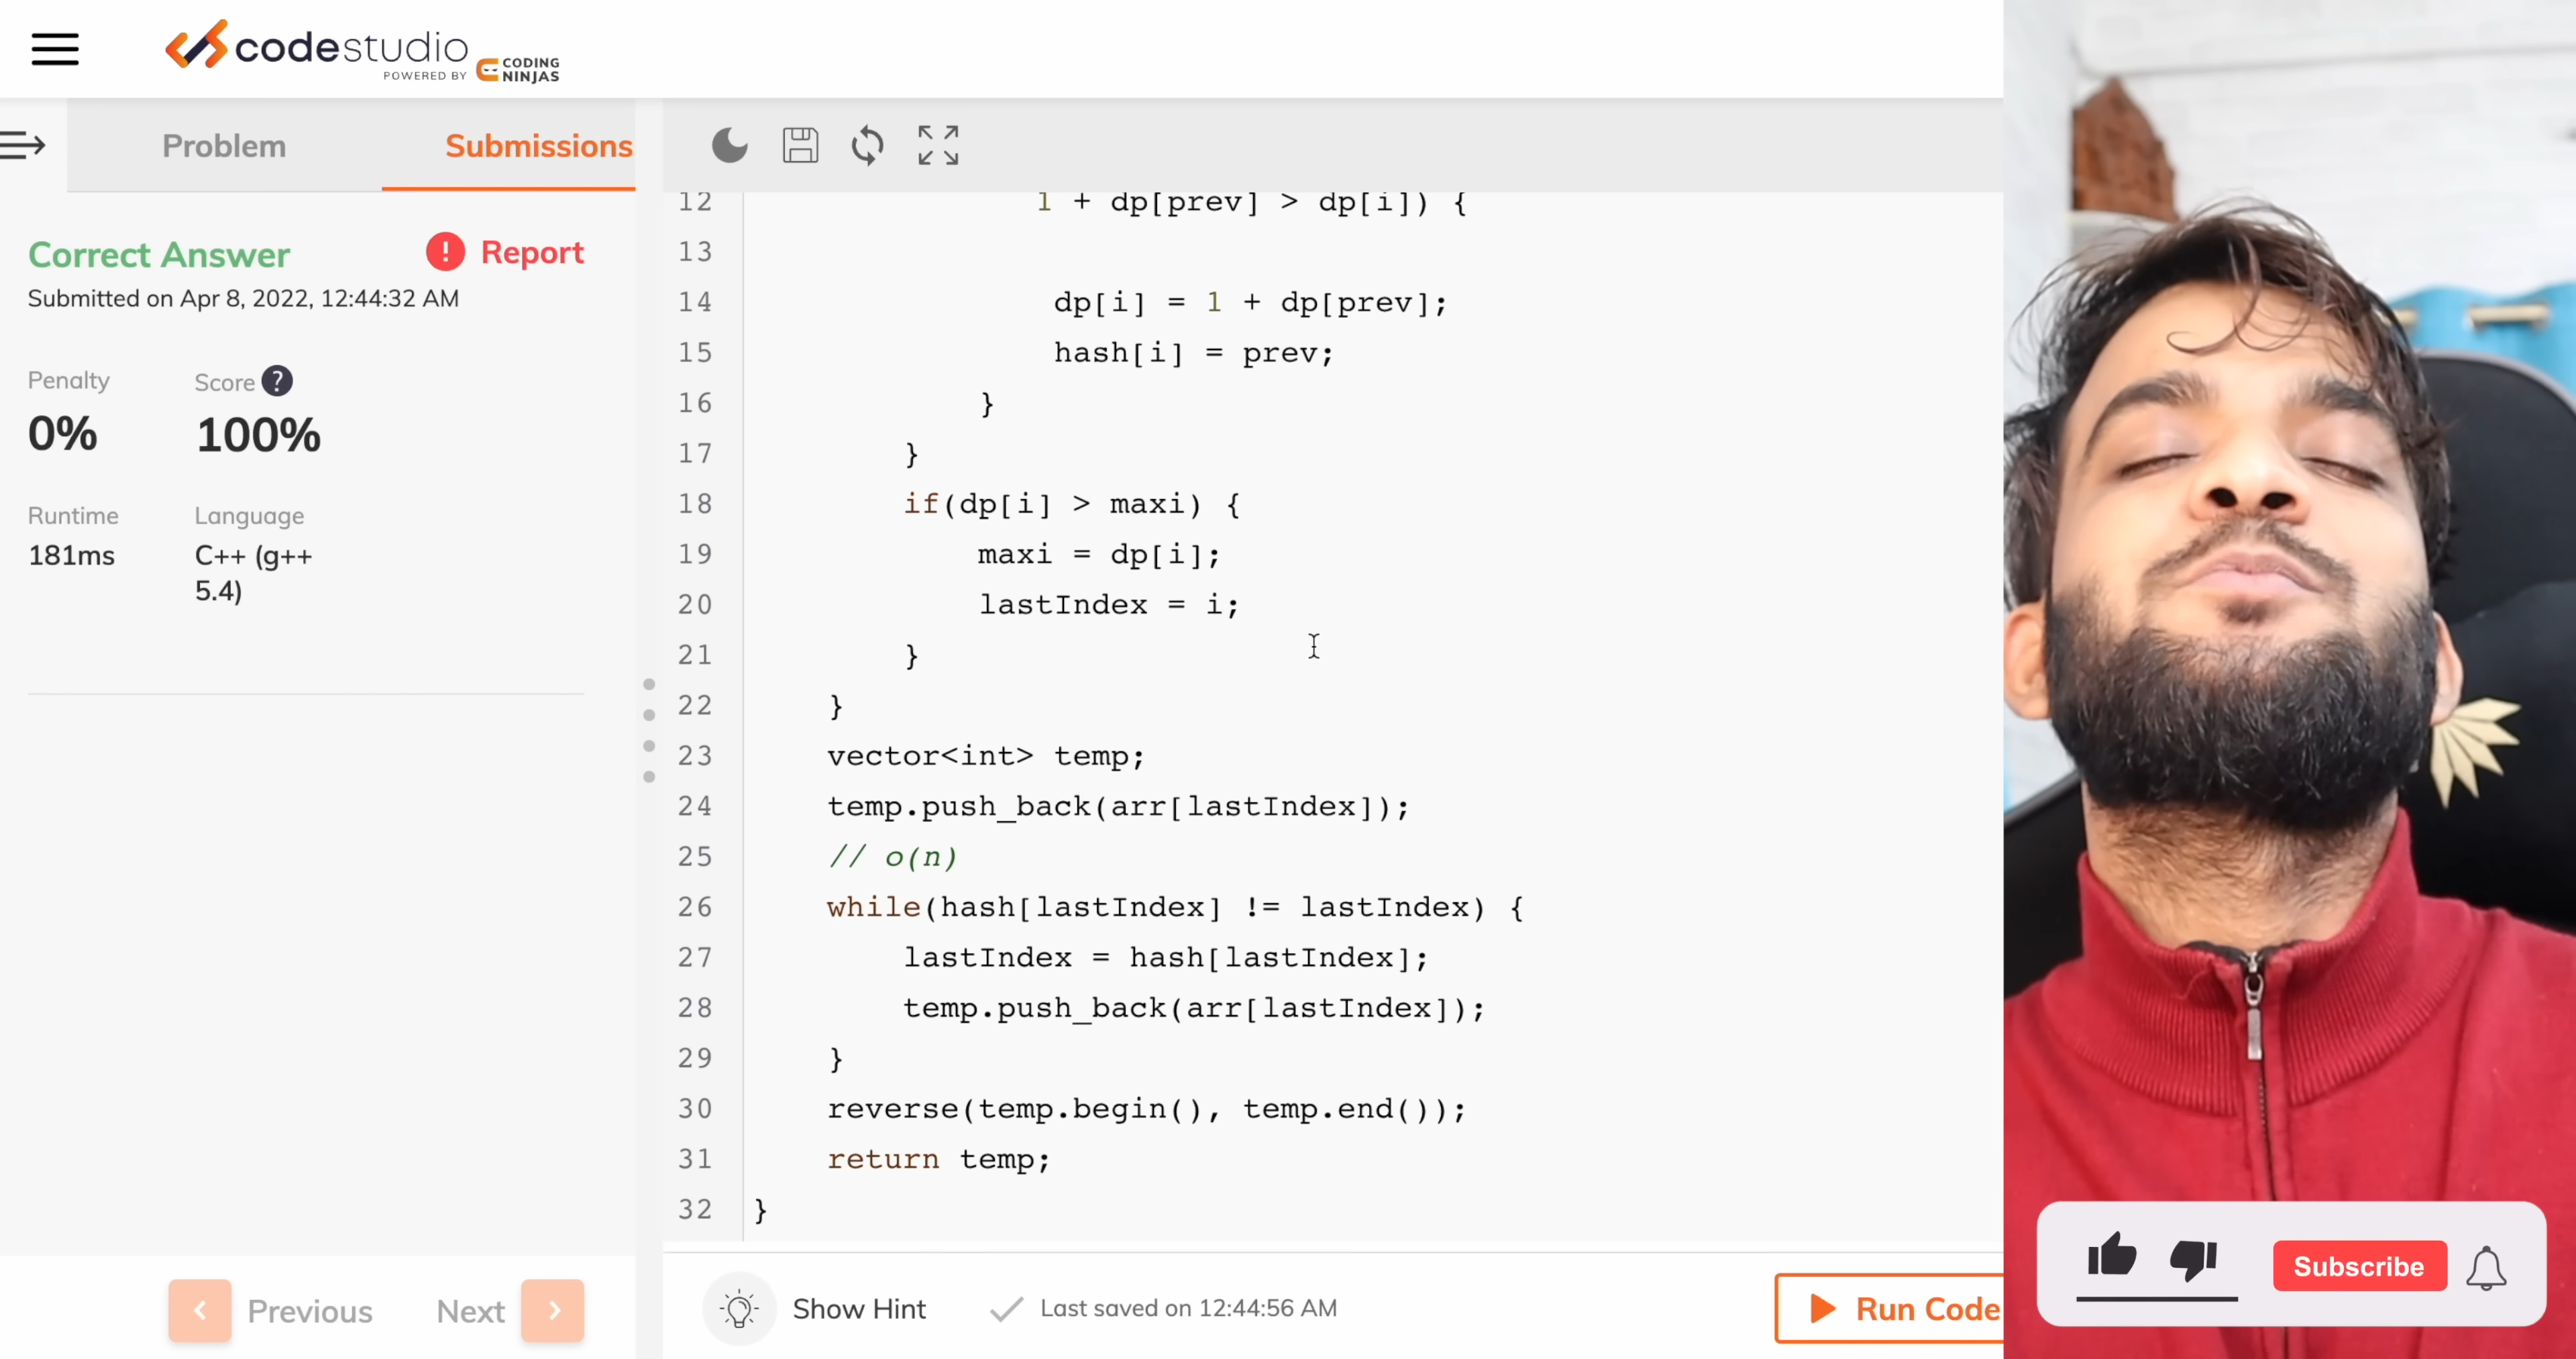 codestudio
POWERED BY CODING NINJAS
Problem Submissions
Correct Answer
Report
Submitted on Apr 8, 2022, 12:44:32 AM
Penalty
Score ?
0%
100%
Runtime
Language
181ms
C++ (g++
5.4)
Previous Next
12 1 + dp[prev] > dp[i]) {
13
14 dp[i] = 1 + dp[prev];
15 hash[i] = prev;
16 }
17 }
18 if(dp[i] > maxi) {
19 maxi = dp[i];
20 lastIndex = i;
21 }
22 }
23 vector<int> temp;
24 temp.push_back(arr[lastIndex]);
25 // o(n)
26 while(hash[lastIndex] != lastIndex) {
27 lastIndex = hash[lastIndex];
28 temp.push_back(arr[lastIndex]);
29 }
30 reverse(temp.begin(), temp.end());
31 return temp;
32 }
Show Hint
Last saved on 12:44:56 AM
Run Code
Subscribe